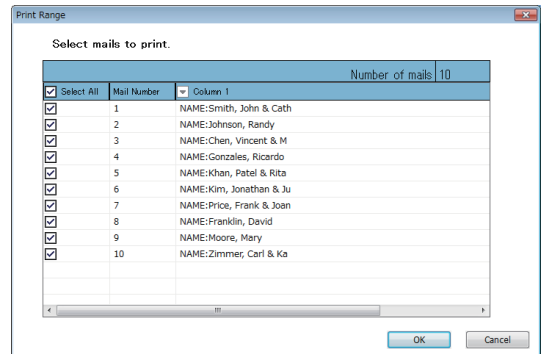 Print Range
Select mails to print.
Number of mails 10
Select All Mail Number Column 1
1 NAME:Smith, John & Cath
2 NAME:Johnson, Randy
3 NAME:Chen, Vincent & M
4 NAME:Gonzales, Ricardo
5 NAME:Khan, Patel & Rita
6 NAME:Kim, Jonathan & Ju
7 NAME:Price, Frank & Joan
8 NAME:Franklin, David
9 NAME:Moore, Mary
10 NAME:Zimmer, Carl & Ka
OK Cancel